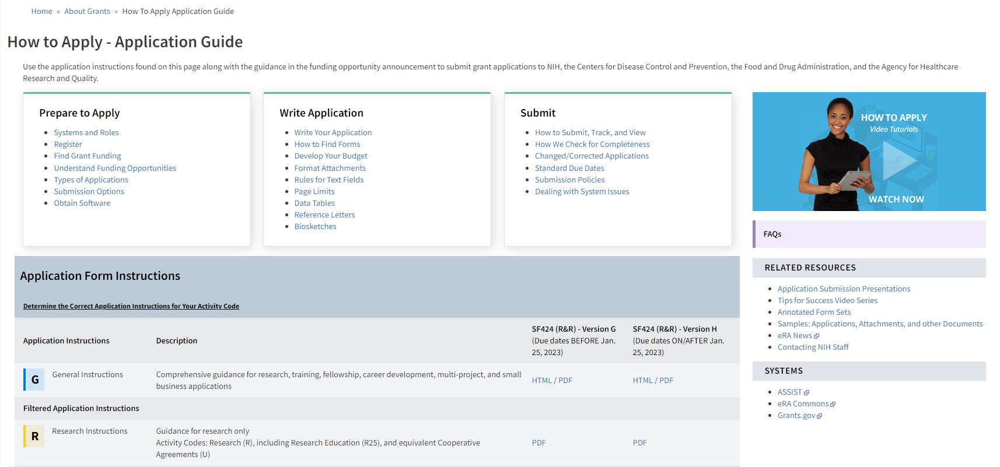 Home » About Grants » How To Apply Application Guide
How to Apply - Application Guide
Use the application instructions found on this page along with the guidance in the funding opportunity announcement to submit grant applications to NIH, the Centers for Disease Control and Prevention, the Food and Drug Administration, and the Agency for Healthcare
Research and Quality.
Prepare to Apply
Systems and Roles
Register
Find Grant Funding
Understand Funding Opportunities
Types of Applications
Submission Options
Obtain Software
Write Application
Write Your Application
How to Find Forms
Develop Your Budget
Format Attachments
Rules for Text Fields
Page Limits
Data Tables
Reference Letters
Biosketches
Submit
How to Submit, Track, and View
How We Check for Completeness
Changed/Corrected Applications
Standard Due Dates
Submission Policies
Dealing with System Issues
HOW TO APPLY
Video Tutorials
WATCH NOW
FAQs
RELATED RESOURCES
Application Submission Presentations
Tips for Success Video Series
Annotated Form Sets
Samples: Applications, Attachments, and other Documents
eRA News
Contacting NIH Staff
SYSTEMS
ASSIST
eRA Commons
Grants.gov
Application Form Instructions
Determine the Correct Application Instructions for Your Activity Code
Application Instructions
Description
SF424 (R&R) - Version G
(Due dates BEFORE Jan.
25, 2023)
SF424 (R&R) - Version H
(Due dates ON/AFTER Jan.
25, 2023)
G
General Instructions
Comprehensive guidance for research, training, fellowship, career development, multi-project, and small
business applications
HTML / PDF
HTML / PDF
Filtered Application Instructions
R
Research Instructions
Guidance for research only
Activity Codes: Research (R), including Research Education (R25), and equivalent Cooperative
Agreements (U)
PDF
PDF